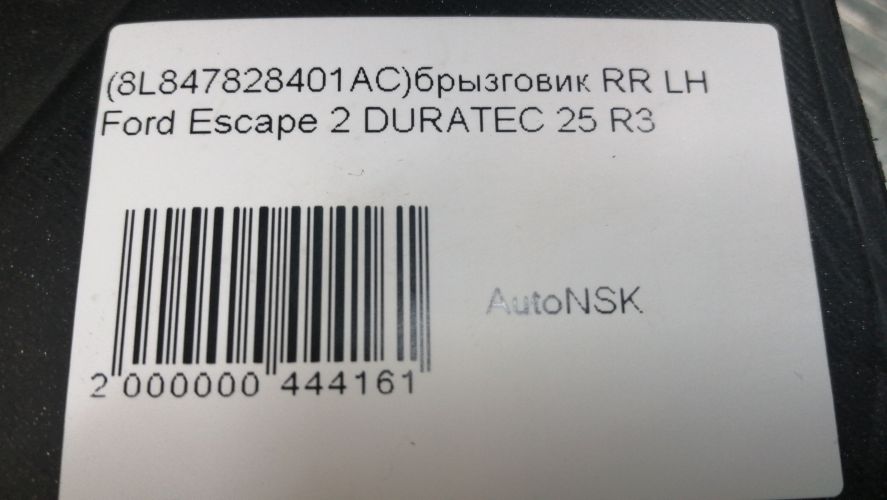 (8L847828401AC)брызговик RR LH
Ford Escape 2 DURATEC 25 R3
AutoNSK
2 000000 444161